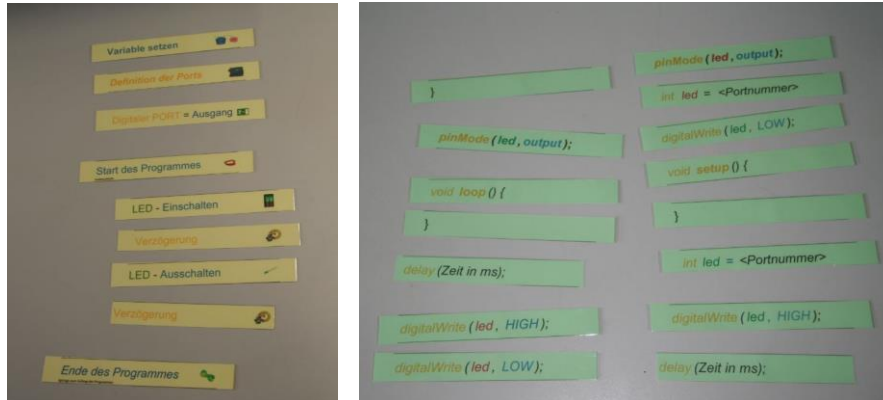 Variable setzen
Definition der Ports
Digitaler PORT = Ausgang
Start des Programmes
LED - Einschalten
Verzögerung
LED - Ausschalten
Verzögerung
Ende des Programmes
}
pinMode(led,output);
void loop() {
}
delay(Zeit in ms);
digitalWrite(led, HIGH);
digitalWrite(led, LOW);
pinMode(led,output);
int led = <Portnummer>
digitalWrite(led, LOW);
void setup() {
}
int led = <Portnummer>
digitalWrite(led, HIGH);
delay(Zeit in ms);